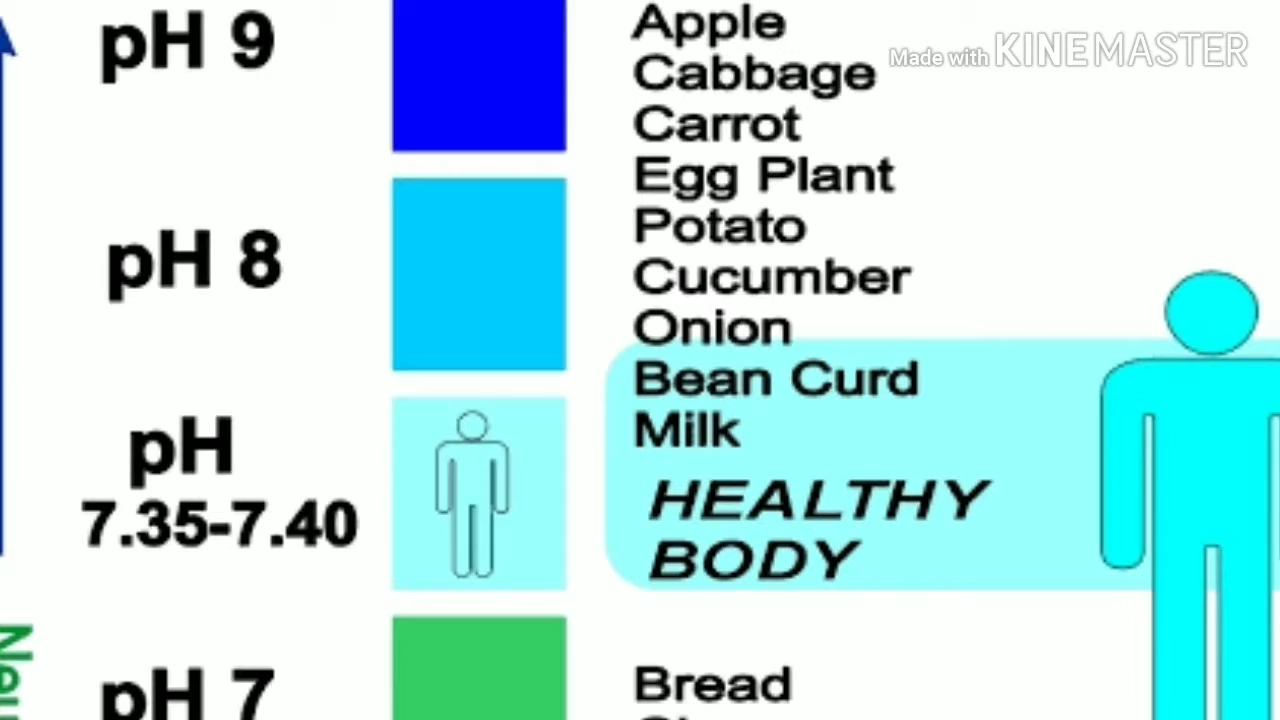 pH 9
Apple
Made with KINEMASTER
Cabbage
Carrot
Egg Plant
pH 8
Potato
Cucumber
Onion
Bean Curd
pH
Milk
7.35-7.40
HEALTHY
BODY
pH 7
Bread